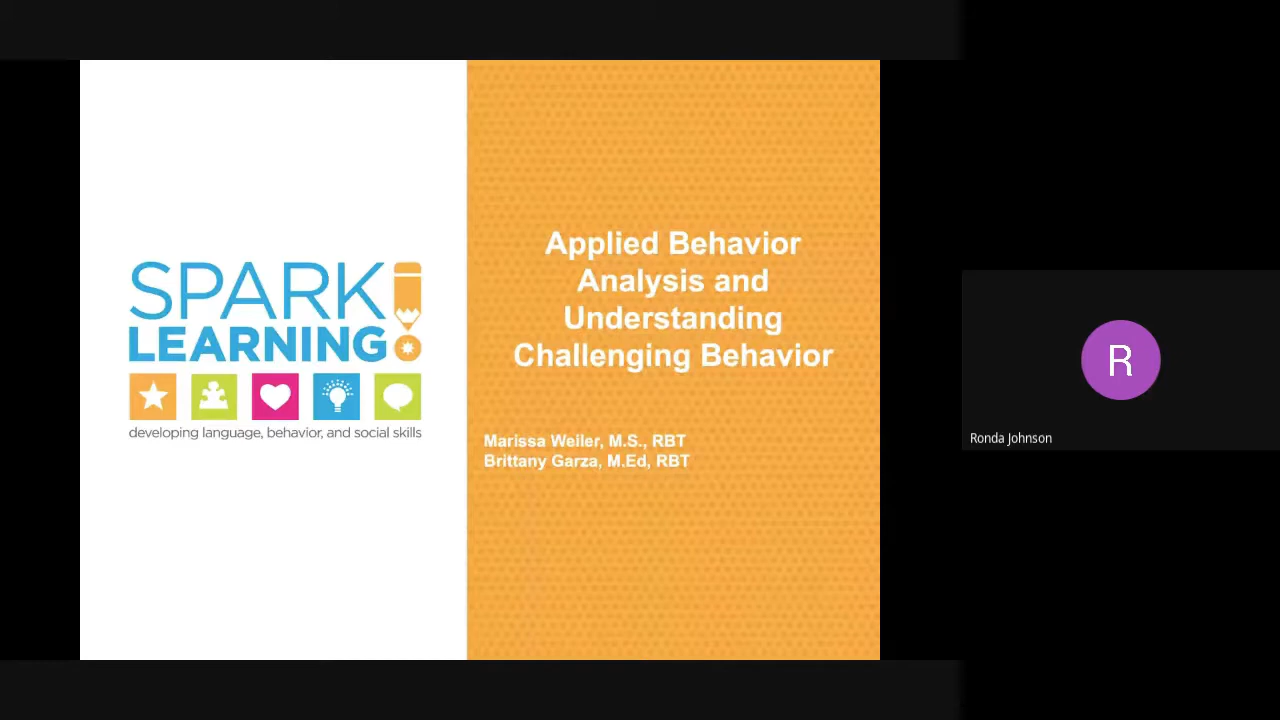 SPARK
LEARNING
developing language, behavior, and social skills
Applied Behavior
Analysis and
Understanding
Challenging Behavior
Marissa Weiler, M.S., RBT
Brittany Garza, M.Ed, RBT
R
Ronda Johnson